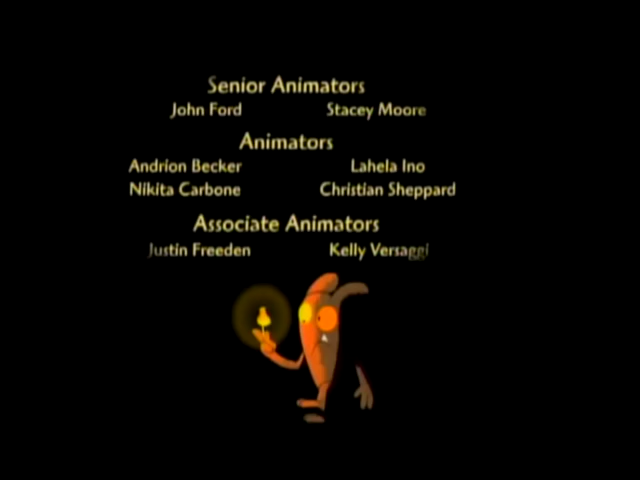 Senior Animators
John Ford Stacey Moore
Animators
Andrion Becker Lahela Ino
Nikita Carbone Christian Sheppard
Associate Animators
Justin Freeden Kelly Versaggi